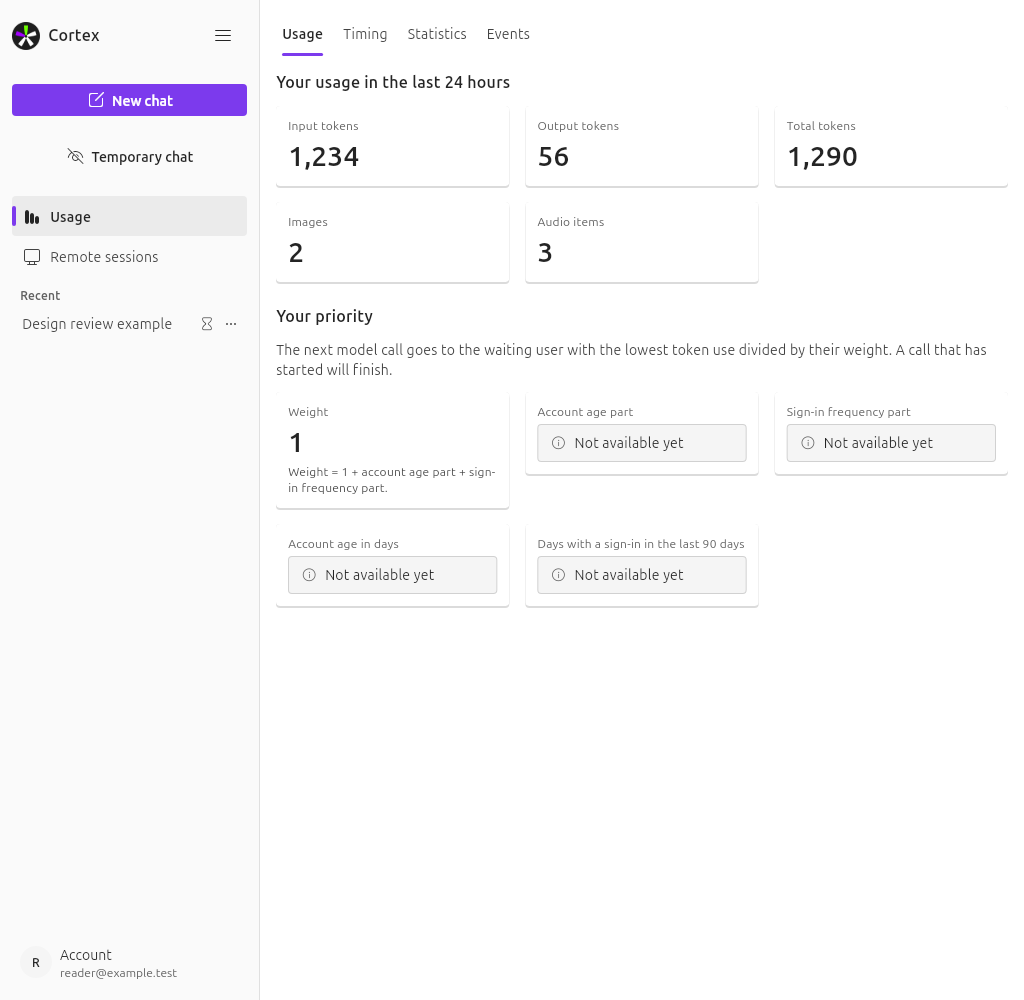 Cortex
New chat
Temporary chat
Usage
Remote sessions
Recent
Design review example
R
Account
reader@example.test
Usage Timing Statistics Events
Your usage in the last 24 hours
Input tokens
1,234
Output tokens
56
Total tokens
1,290
Images
2
Audio items
3
Your priority
The next model call goes to the waiting user with the lowest token use divided by their weight. A call that has
started will finish.
Weight
1
Weight = 1 + account age part + sign-
in frequency part.
Account age part
Not available yet
Sign-in frequency part
Not available yet
Account age in days
Not available yet
Days with a sign-in in the last 90 days
Not available yet